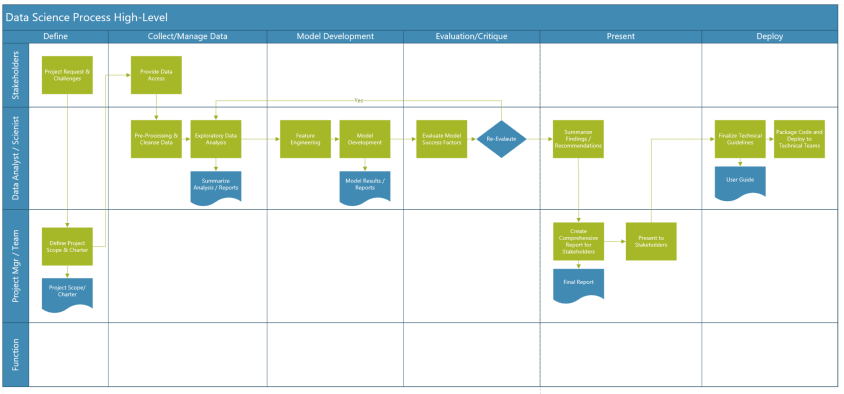 Data Science Process High-Level
Define
Collect/Manage Data
Model Development
Evaluation/Critique
Present
Deploy
Stakeholders
Project Request &
Challenges
Provide Data
Access
Yes
Data Analyst / Scienist
Pre-Processing &
Cleanse Data
Exploratory Data
Analysis
Feature
Engineering
Model
Development
Evaluate Model
Success Factors
Re-Evalaute
Summarize
Findings /
Recommendations
Finalize Technical
Guidelines
Package Code and
Deploy to
Technical Teams
Summarize
Analysis / Reports
Model Results /
Reports
User Guide
Project Mgr / Team
Define Project
Scope & Charter
Create
Comprehensive
Report for
Stakeholders
Present to
Stakeholders
Project Scope/
Charter
Final Report
Function